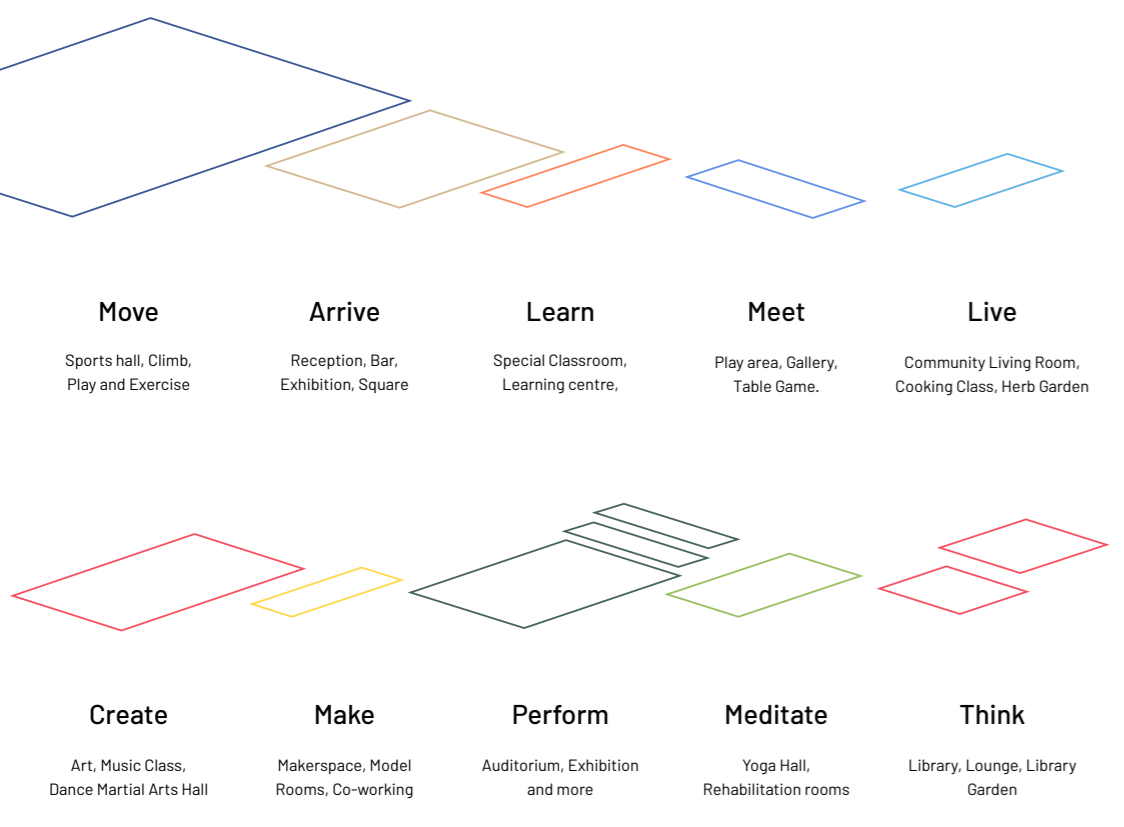 Move
Arrive
Learn
Meet
Live
Sports hall, Climb,
Play and Exercise
Reception, Bar,
Exhibition, Square
Special Classroom,
Learning centre,
Play area, Gallery,
Table Game.
Community Living Room,
Cooking Class, Herb Garden
Create
Make
Perform
Meditate
Think
Art, Music Class,
Dance Martial Arts Hall
Makerspace, Model
Rooms, Co-working
Auditorium, Exhibition
and more
Yoga Hall,
Rehabilitation rooms
Library, Lounge, Library
Garden